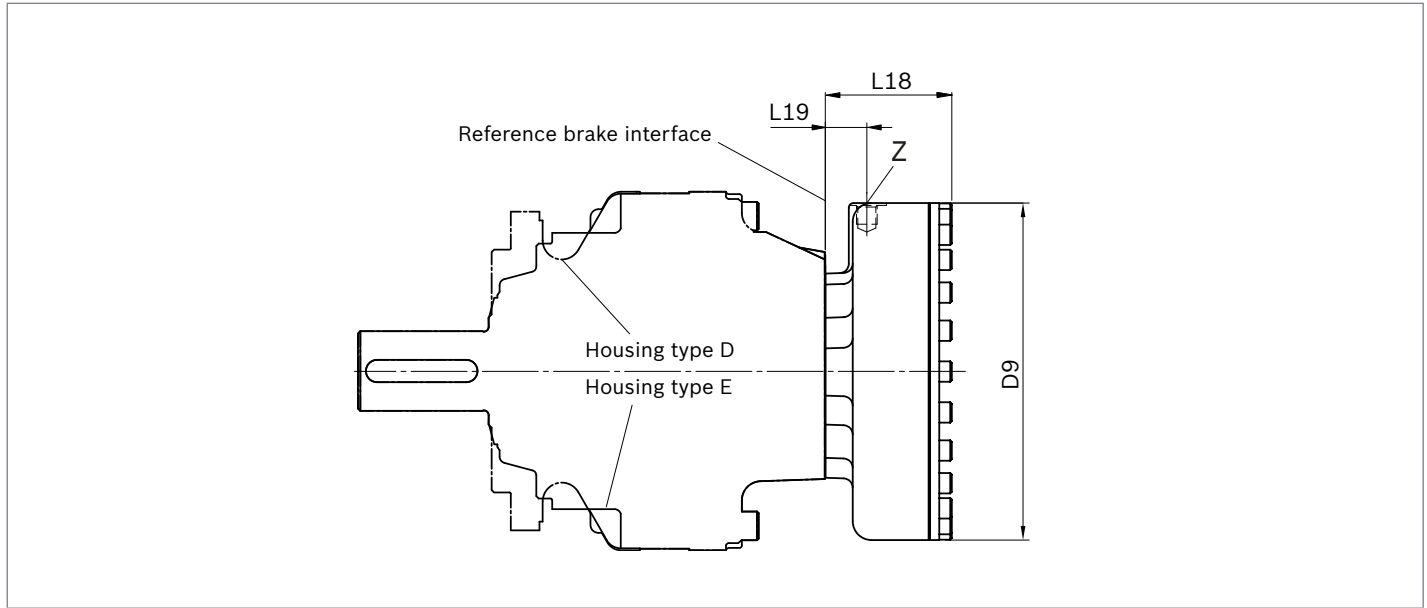 L18
L19
Reference brake interface
Z
Housing type D
Housing type E
D9